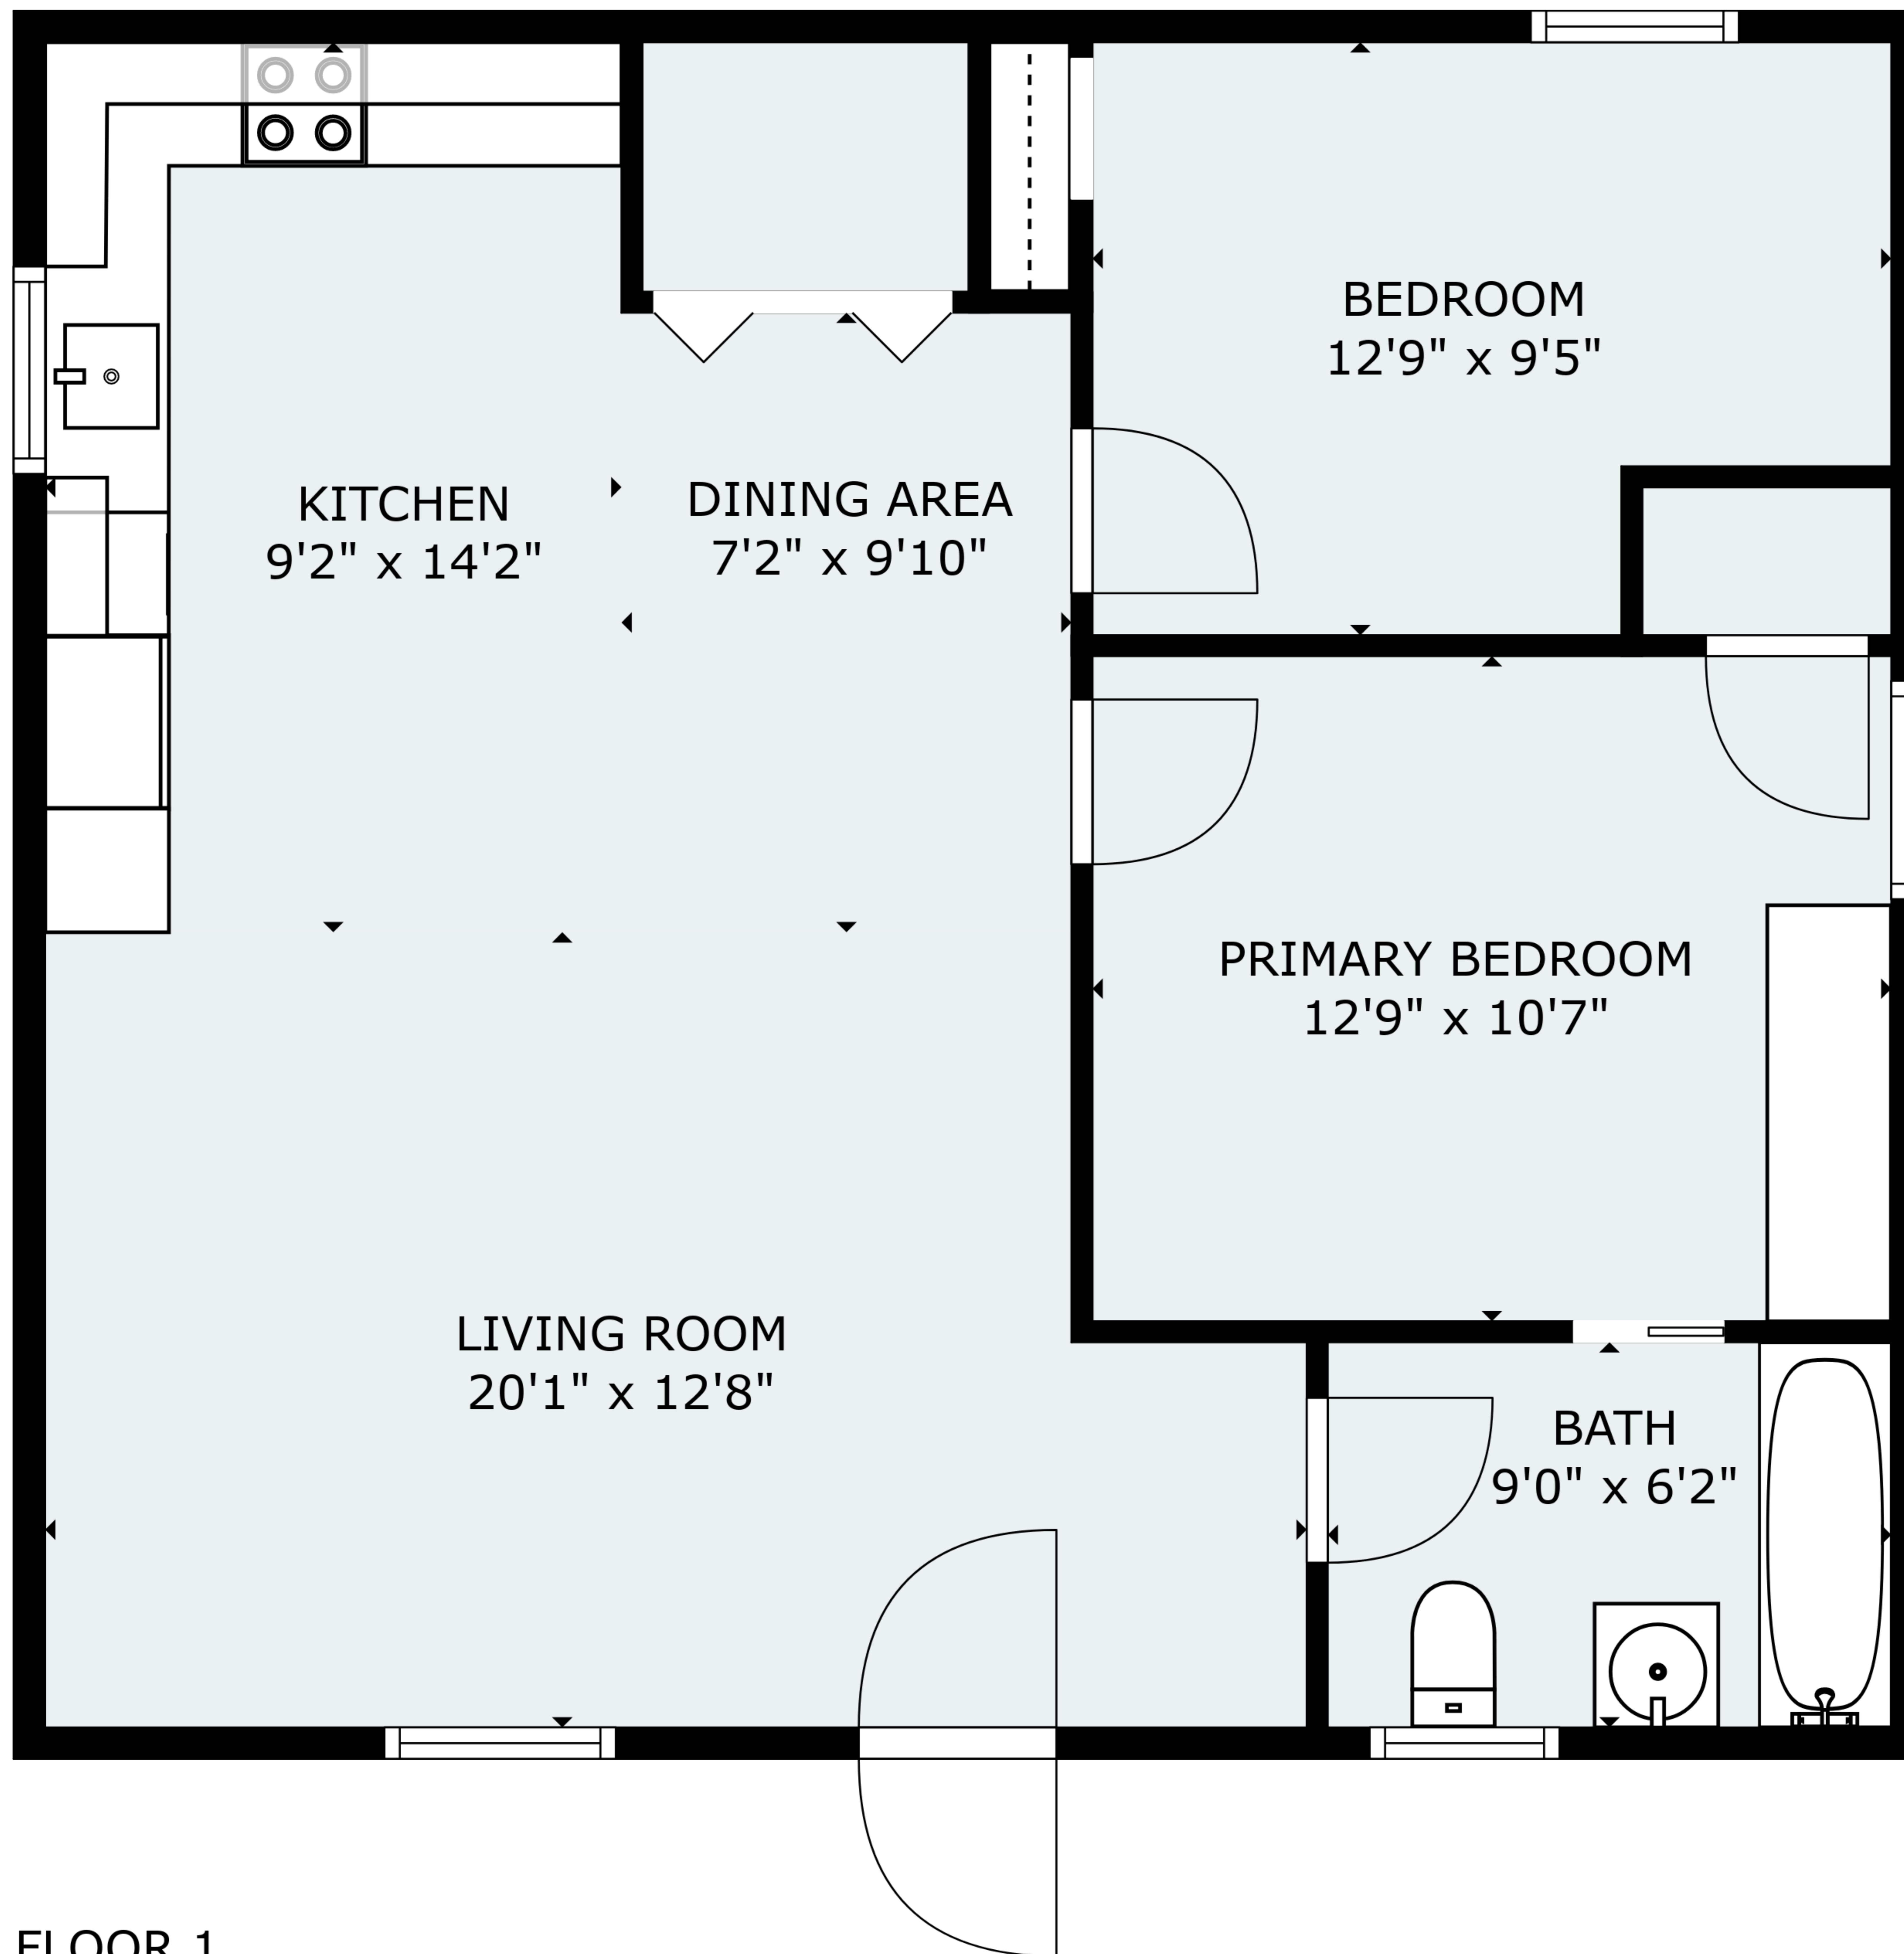 BEDROOM
12'9" x 9'5"
KITCHEN
9'2" x 14'2"
DINING AREA
7'2" x 9'10"
PRIMARY BEDROOM
12'9" x 10'7"
LIVING ROOM
20'1" x 12'8"
BATH
9'0" x 6'2"
FLOOR 1